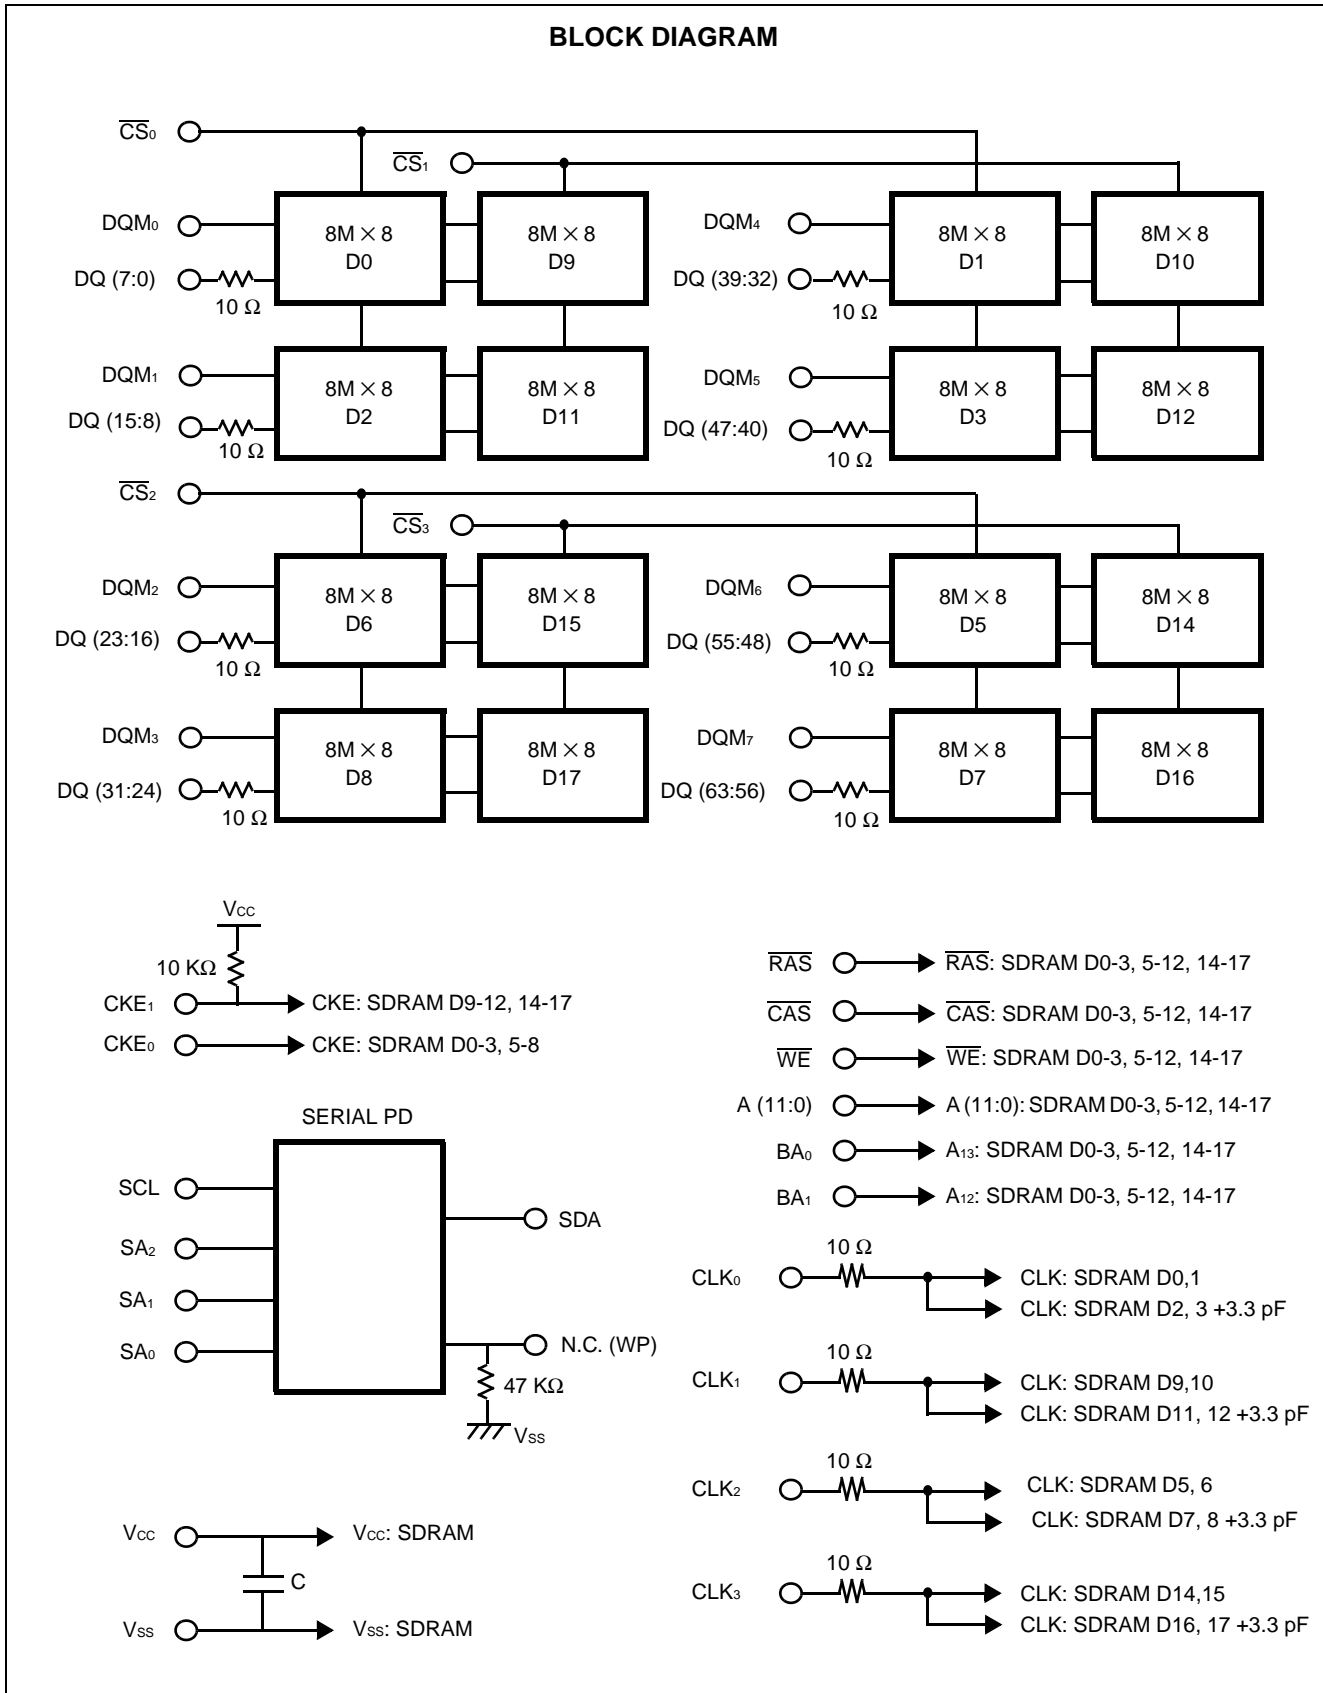 BLOCK DIAGRAM
C̅S̅₀
C̅S̅₁
DQM₀
8M × 8
D0
8M × 8
D9
DQM₄
8M × 8
D1
8M × 8
D10
DQ (7:0)
10 Ω
DQ (39:32)
10 Ω
DQM₁
8M × 8
D2
8M × 8
D11
DQM₅
8M × 8
D3
8M × 8
D12
DQ (15:8)
10 Ω
DQ (47:40)
10 Ω
C̅S̅₂
C̅S̅₃
DQM₂
8M × 8
D6
8M × 8
D15
DQM₆
8M × 8
D5
8M × 8
D14
DQ (23:16)
10 Ω
DQ (55:48)
10 Ω
DQM₃
8M × 8
D8
8M × 8
D17
DQM₇
8M × 8
D7
8M × 8
D16
DQ (31:24)
10 Ω
DQ (63:56)
10 Ω
VCC
10 KΩ
CKE₁ CKE: SDRAM D9-12, 14-17
CKE₀ CKE: SDRAM D0-3, 5-8
R̅A̅S̅ R̅A̅S̅: SDRAM D0-3, 5-12, 14-17
C̅A̅S̅ C̅A̅S̅: SDRAM D0-3, 5-12, 14-17
W̅E̅ W̅E̅: SDRAM D0-3, 5-12, 14-17
A (11:0) A (11:0): SDRAM D0-3, 5-12, 14-17
BA₀ A₁₃: SDRAM D0-3, 5-12, 14-17
BA₁ A₁₂: SDRAM D0-3, 5-12, 14-17
SERIAL PD
SCL
SDA
SA₂
SA₁
SA₀
N.C. (WP)
47 KΩ
VSS
10 Ω
CLK₀ CLK: SDRAM D0,1
CLK: SDRAM D2, 3 +3.3 pF
10 Ω
CLK₁ CLK: SDRAM D9,10
CLK: SDRAM D11, 12 +3.3 pF
10 Ω
CLK₂ CLK: SDRAM D5, 6
CLK: SDRAM D7, 8 +3.3 pF
10 Ω
CLK₃ CLK: SDRAM D14,15
CLK: SDRAM D16, 17 +3.3 pF
VCC VCC: SDRAM
C
VSS VSS: SDRAM